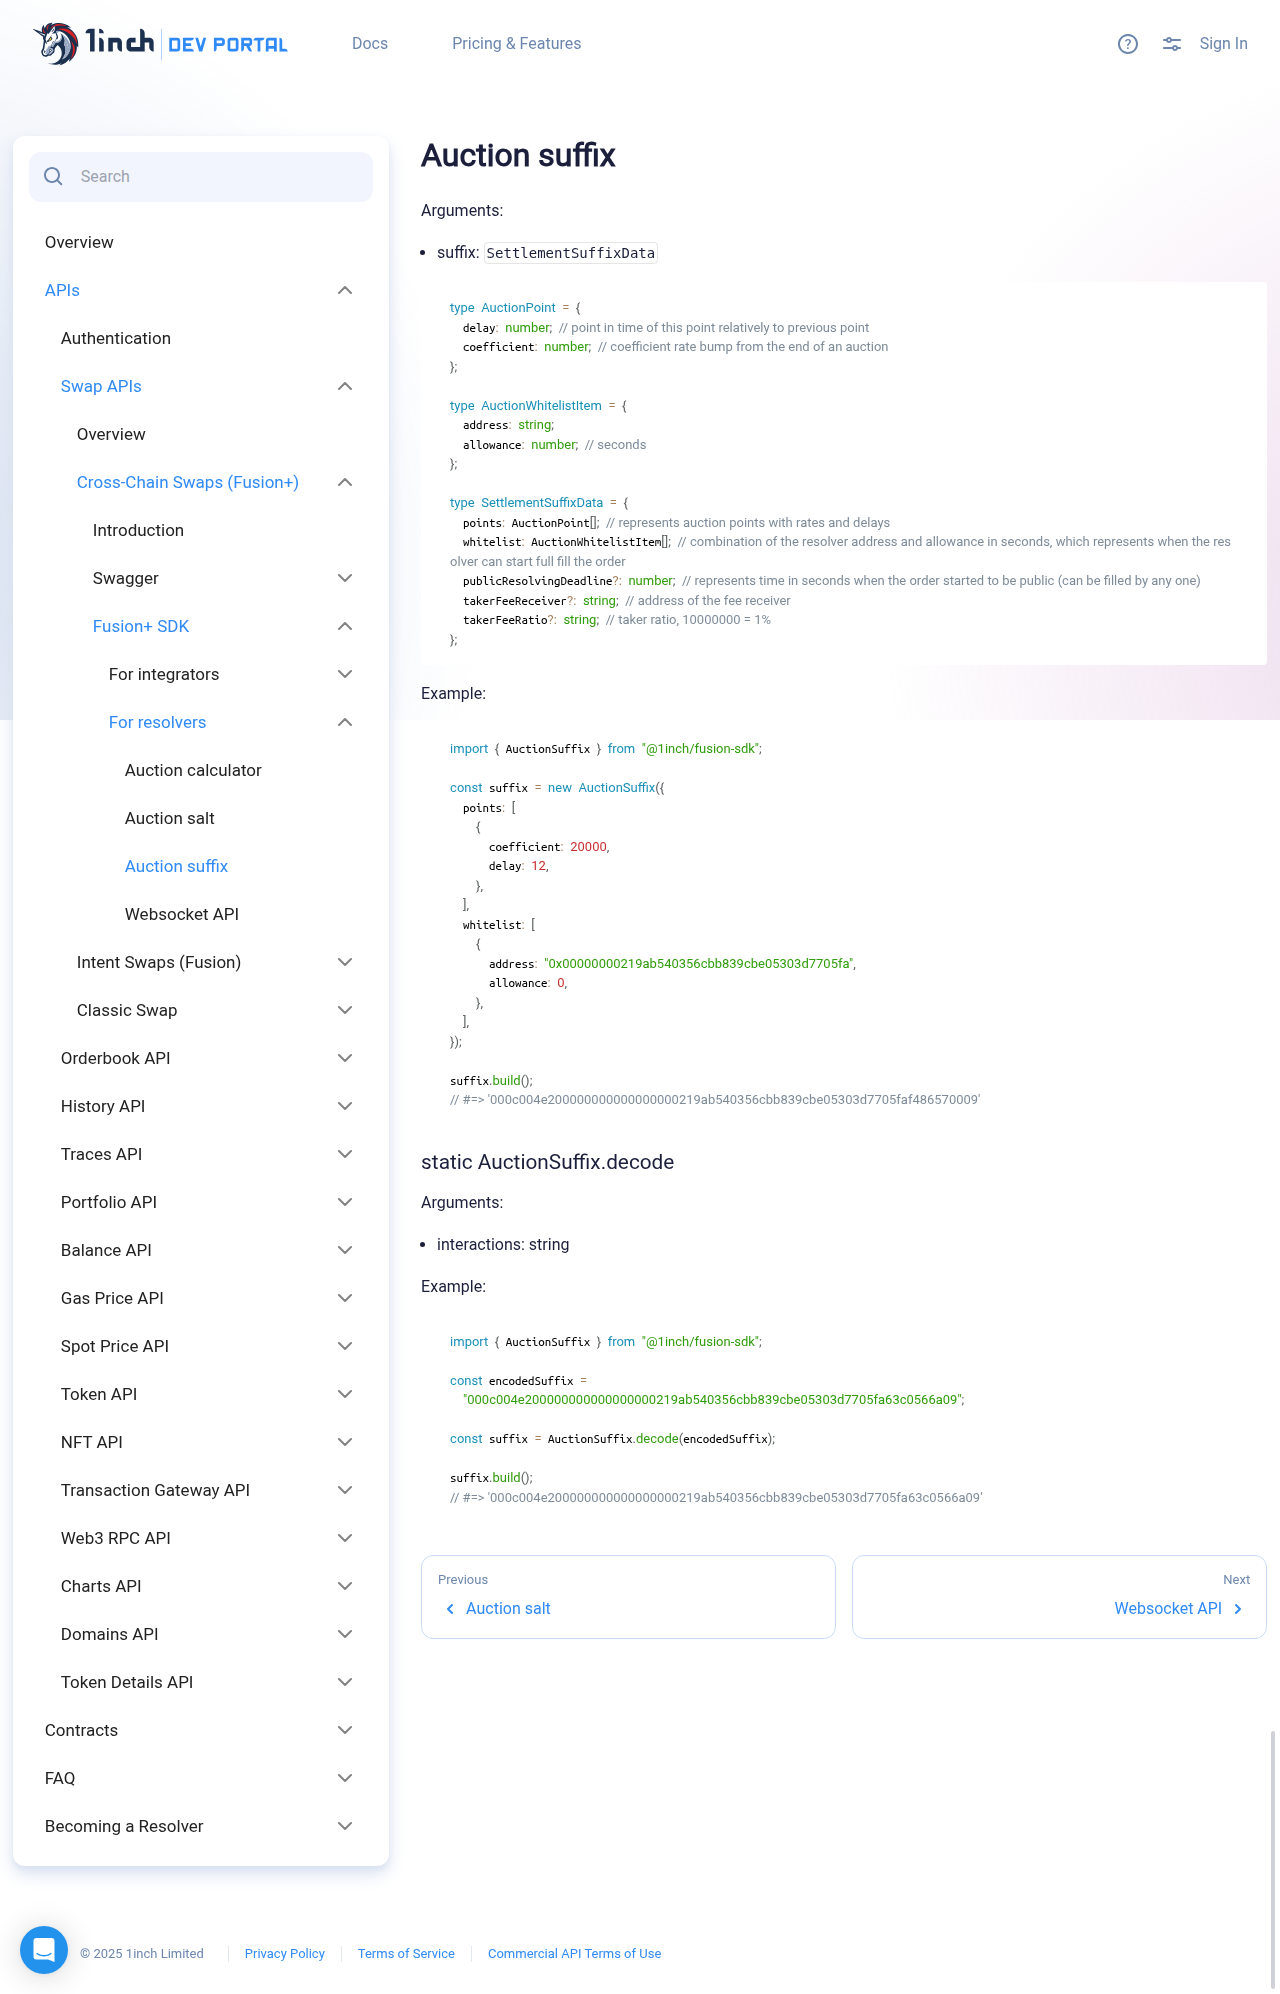 1inch DEV PORTAL
Docs
Pricing & Features
Sign In
Search
Overview
APIs
Authentication
Swap APIs
Overview
Cross-Chain Swaps (Fusion+)
Introduction
Swagger
Fusion+ SDK
For integrators
For resolvers
Auction calculator
Auction salt
Auction suffix
Websocket API
Intent Swaps (Fusion)
Classic Swap
Orderbook API
History API
Traces API
Portfolio API
Balance API
Gas Price API
Spot Price API
Token API
NFT API
Transaction Gateway API
Web3 RPC API
Charts API
Domains API
Token Details API
Contracts
FAQ
Becoming a Resolver
Auction suffix
Arguments:
• suffix: SettlementSuffixData
type AuctionPoint = {
  delay: number; // point in time of this point relatively to previous point
  coefficient: number; // coefficient rate bump from the end of an auction
};
type AuctionWhitelistItem = {
  address: string;
  allowance: number; // seconds
};
type SettlementSuffixData = {
  points: AuctionPoint[]; // represents auction points with rates and delays
  whitelist: AuctionWhitelistItem[]; // combination of the resolver address and allowance in seconds, which represents when the res
olver can start full fill the order
  publicResolvingDeadline?: number; // represents time in seconds when the order started to be public (can be filled by any one)
  takerFeeReceiver?: string; // address of the fee receiver
  takerFeeRatio?: string; // taker ratio, 10000000 = 1%
};
Example:
import { AuctionSuffix } from "@1inch/fusion-sdk";
const suffix = new AuctionSuffix({
  points: [
    {
      coefficient: 20000,
      delay: 12,
    },
  ],
  whitelist: [
    {
      address: "0x00000000219ab540356cbb839cbe05303d7705fa",
      allowance: 0,
    },
  ],
});
suffix.build();
// #=> '000c004e200000000000000000219ab540356cbb839cbe05303d7705faf486570009'
static AuctionSuffix.decode
Arguments:
• interactions: string
Example:
import { AuctionSuffix } from "@1inch/fusion-sdk";
const encodedSuffix =
  "000c004e200000000000000000219ab540356cbb839cbe05303d7705fa63c0566a09";
const suffix = AuctionSuffix.decode(encodedSuffix);
suffix.build();
// #=> '000c004e200000000000000000219ab540356cbb839cbe05303d7705fa63c0566a09'
Previous
Auction salt
Next
Websocket API
© 2025 1inch Limited
Privacy Policy
Terms of Service
Commercial API Terms of Use